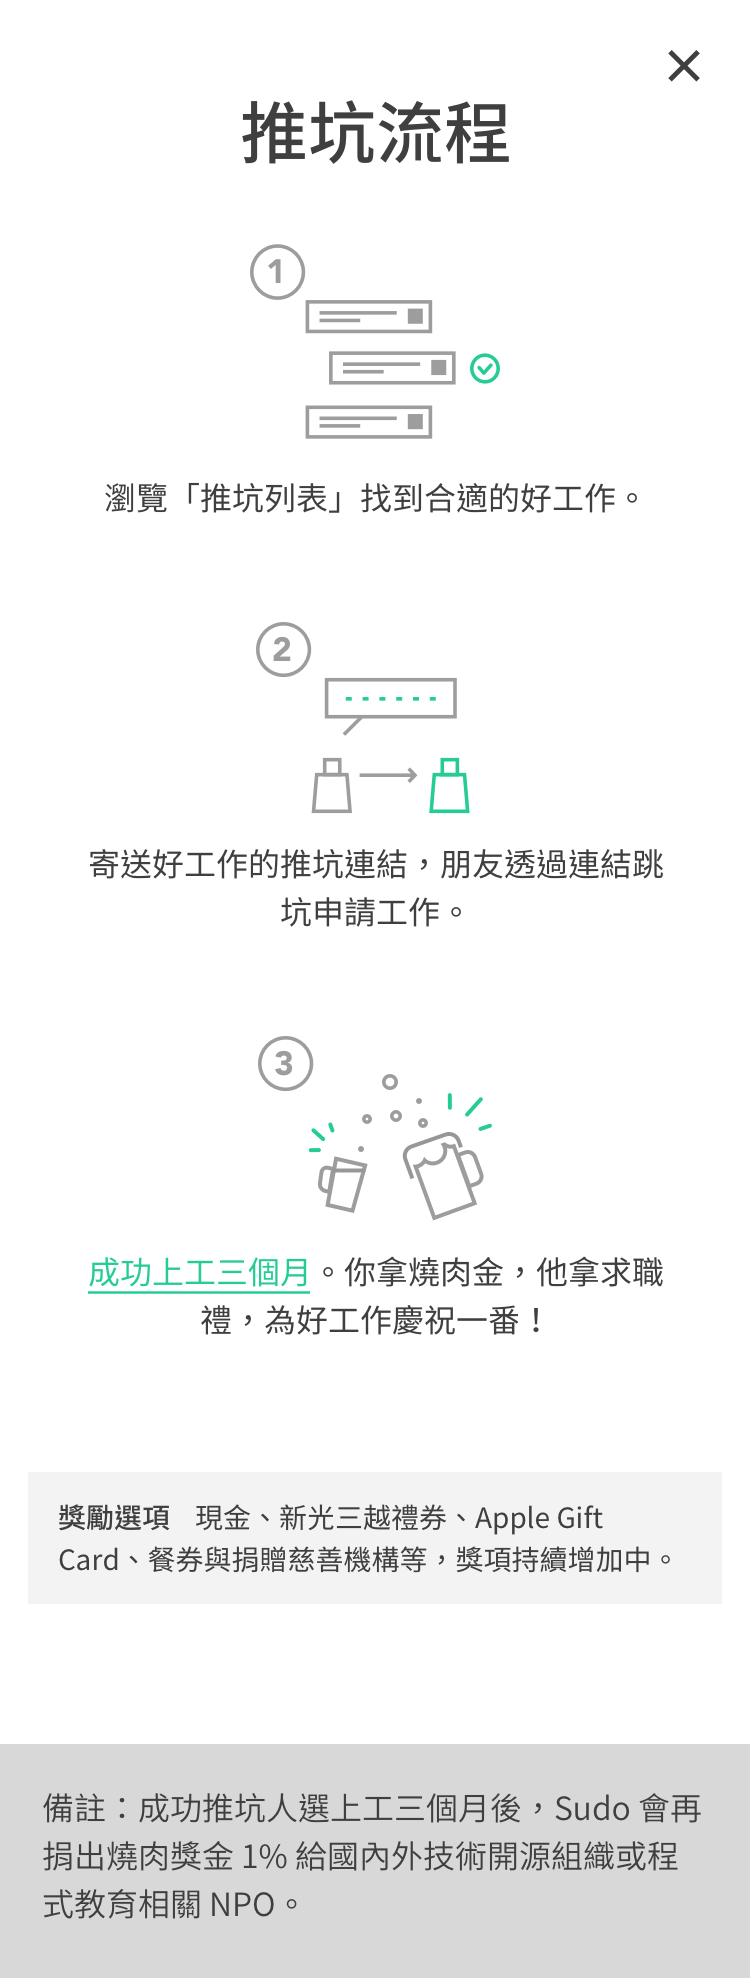 推坑流程
1
瀏覽「推坑列表」找到合適的好工作。
2
寄送好工作的推坑連結，朋友透過連結跳
坑申請工作。
3
成功上工三個月。你拿燒肉金，他拿求職
禮，為好工作慶祝一番！
獎勵選項 現金、新光三越禮券、Apple Gift
Card、餐券與捐贈慈善機構等，獎項持續增加中。
備註：成功推坑人選上工三個月後，Sudo 會再
捐出燒肉獎金 1% 給國內外技術開源組織或程
式教育相關 NPO。